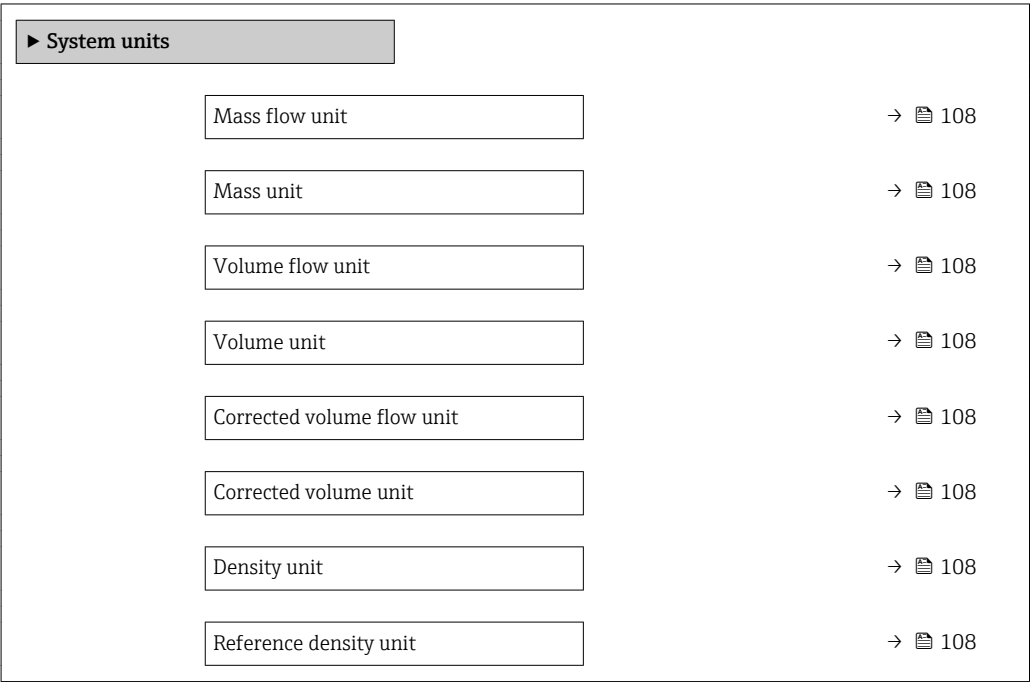 ▶ System units
Mass flow unit → 🖹 108
Mass unit → 🖹 108
Volume flow unit → 🖹 108
Volume unit → 🖹 108
Corrected volume flow unit → 🖹 108
Corrected volume unit → 🖹 108
Density unit → 🖹 108
Reference density unit → 🖹 108